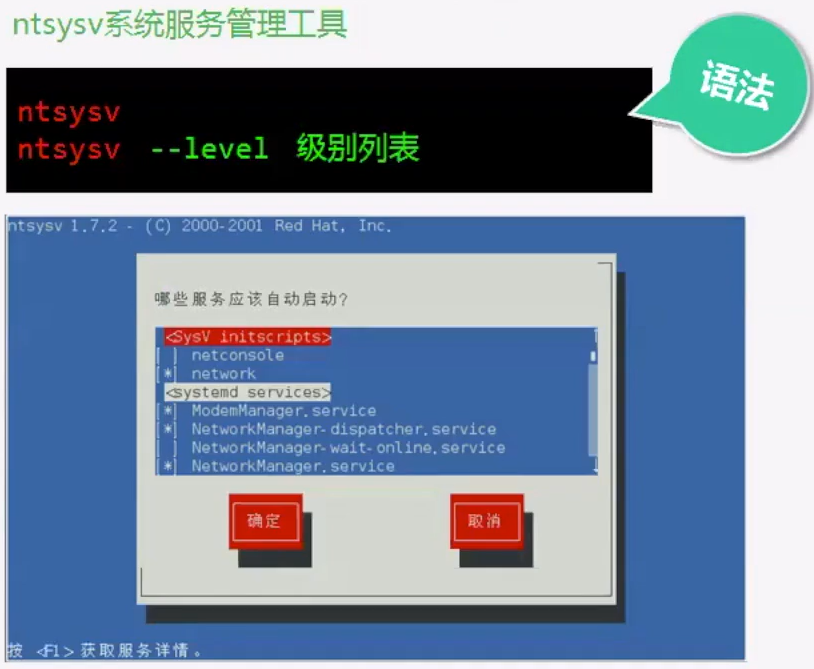 ntsysv系统服务管理工具
语法
ntsysv
ntsysv --level 级别列表
ntsysv 1.7.2 - (C) 2000-2001 Red Hat, Inc.
哪些服务应该自动启动?
<SysV initscripts>
[ ] netconsole
[*] network
<systemd services>
[*] ModemManager.service
[*] NetworkManager-dispatcher.service
[ ] NetworkManager-wait-online.service
[*] NetworkManager.service
确定 取消
按 <F1> 获取服务详情。